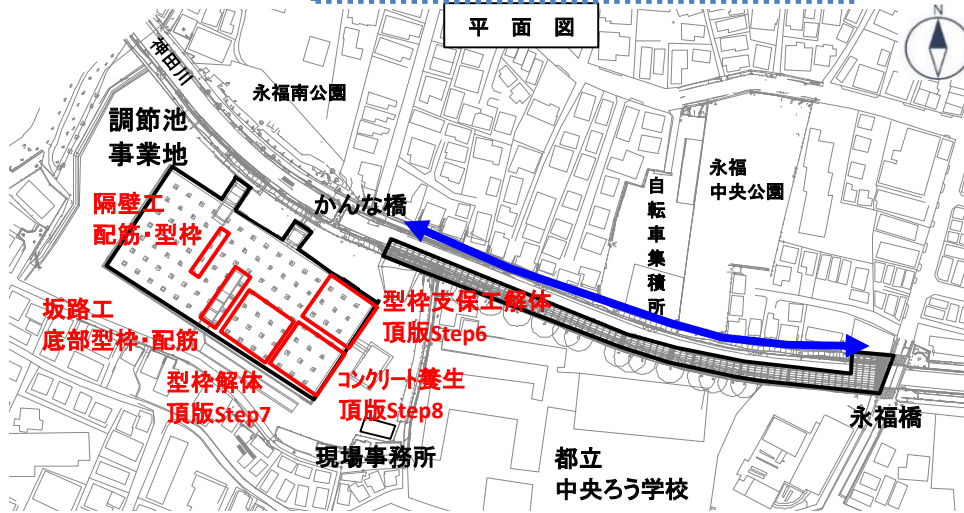 平面図
N
神田川
永福南公園
調節池
事業地
永福
中央公園
自転車集積所
かんな橋
隔壁工
配筋・型枠
坂路工
底部型枠・配筋
型枠支保工解体
頂版Step6
型枠解体
頂版Step7
コンクリート養生
頂版Step8
現場事務所
都立
中央ろう学校
永福橋